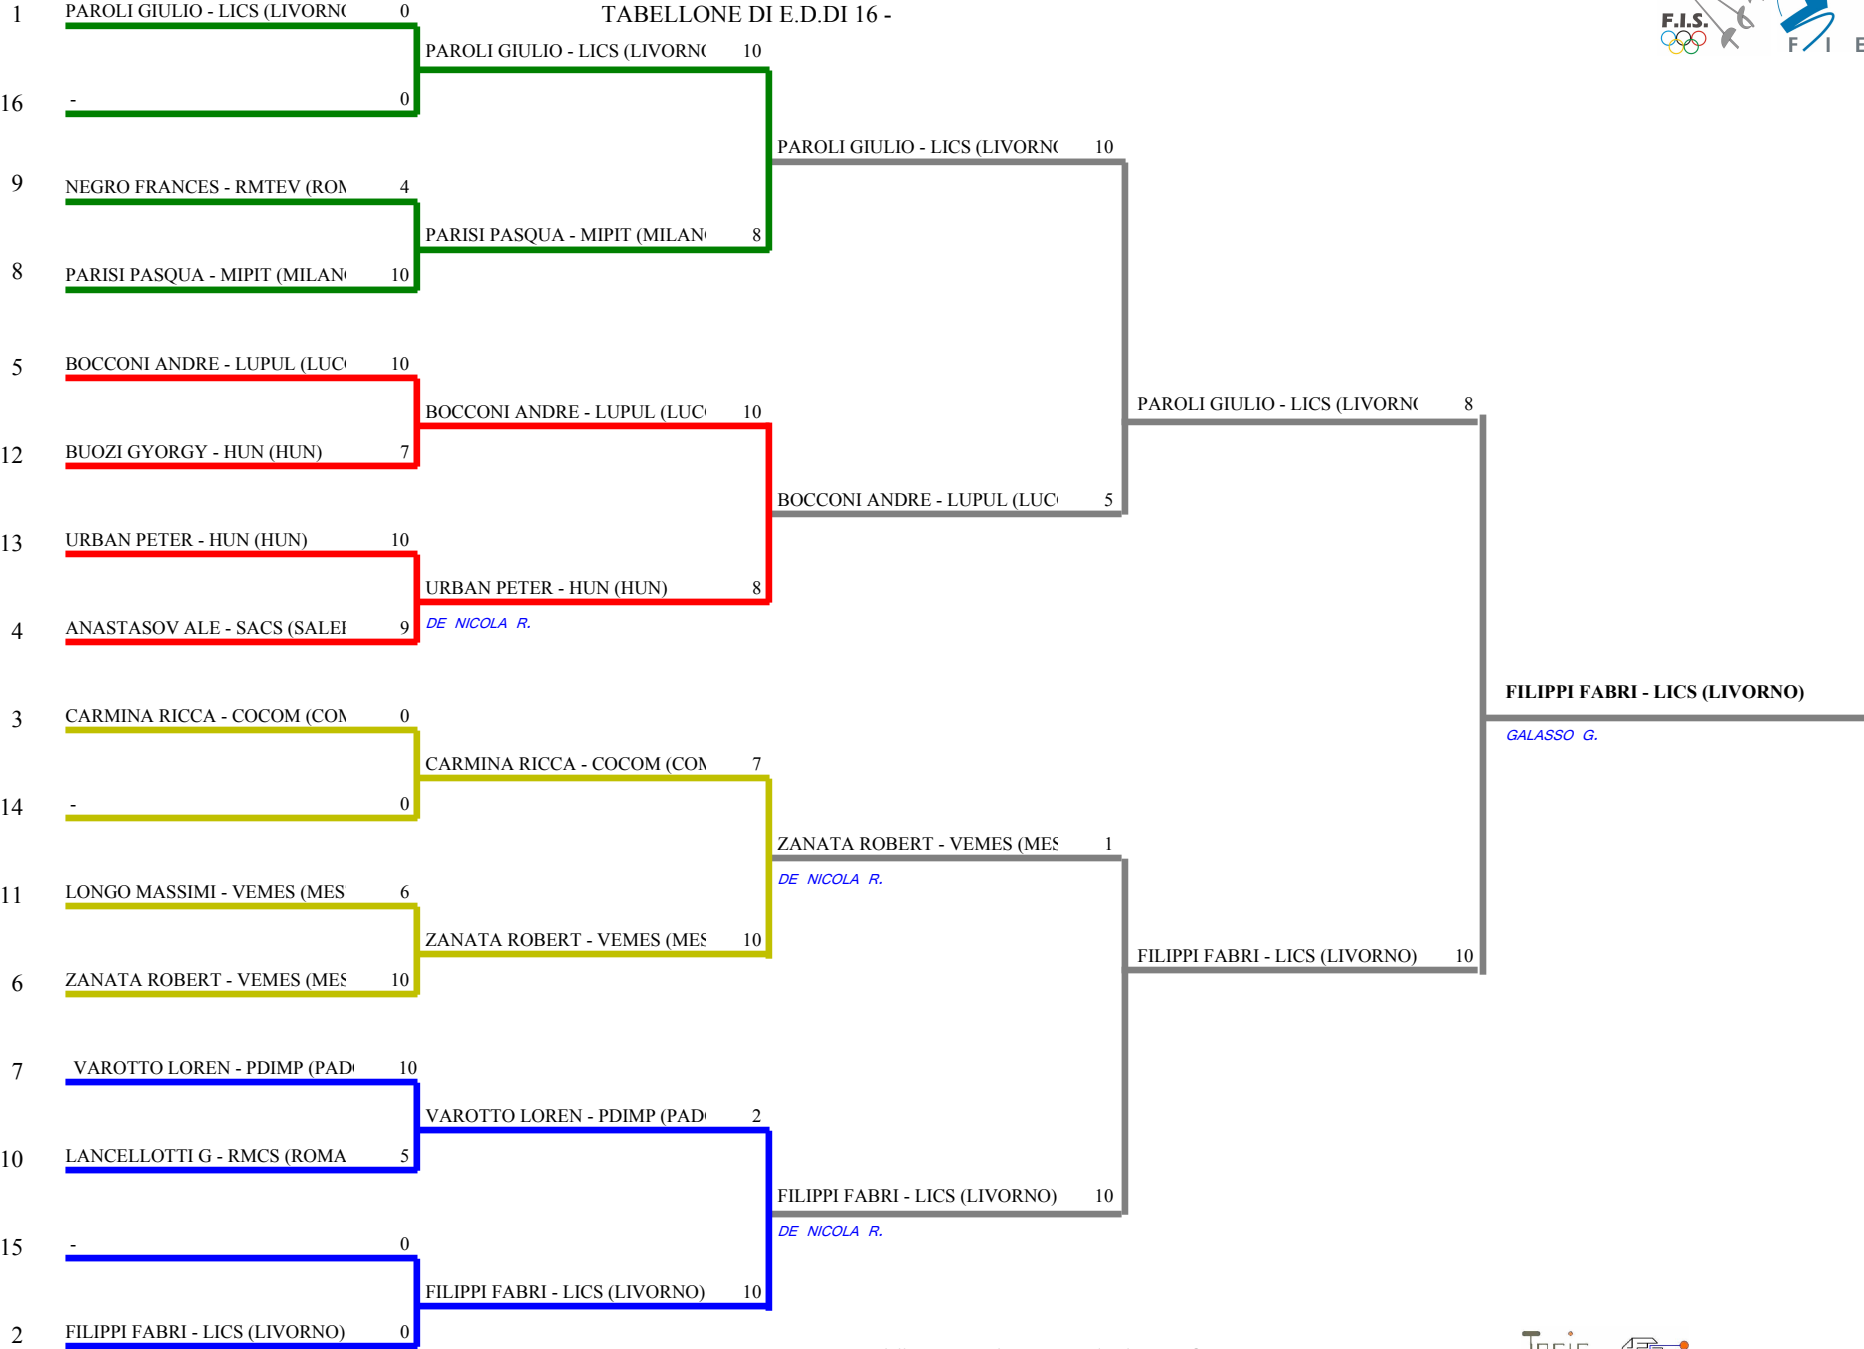 TABELLONE DI E.D.DI 16 -
F.I.S.
F I E
1 PAROLI GIULIO - LICS (LIVORN 0
PAROLI GIULIO - LICS (LIVORN 10
16 - 0
PAROLI GIULIO - LICS (LIVORN 10
9 NEGRO FRANCES - RMTEV (ROM 4
PARISI PASQUA - MIPIT (MILAN 8
8 PARISI PASQUA - MIPIT (MILAN 10
5 BOCCONI ANDRE - LUPUL (LUC 10
BOCCONI ANDRE - LUPUL (LUC 10
PAROLI GIULIO - LICS (LIVORN 8
12 BUOZI GYORGY - HUN (HUN) 7
BOCCONI ANDRE - LUPUL (LUC 5
13 URBAN PETER - HUN (HUN) 10
URBAN PETER - HUN (HUN) 8
DE NICOLA R.
4 ANASTASOV ALE - SACS (SALE 9
FILIPPI FABRI - LICS (LIVORNO)
GALASSO G.
3 CARMINA RICCA - COCOM (COM 0
CARMINA RICCA - COCOM (COM 7
14 - 0
ZANATA ROBERT - VEMES (MES 1
DE NICOLA R.
11 LONGO MASSIMI - VEMES (MES 6
ZANATA ROBERT - VEMES (MES 10
FILIPPI FABRI - LICS (LIVORNO) 10
6 ZANATA ROBERT - VEMES (MES 10
7 VAROTTO LOREN - PDIMP (PAD 10
VAROTTO LOREN - PDIMP (PAD 2
10 LANCELLOTTI G - RMCS (ROMA 5
FILIPPI FABRI - LICS (LIVORNO) 10
DE NICOLA R.
15 - 0
FILIPPI FABRI - LICS (LIVORNO) 10
2 FILIPPI FABRI - LICS (LIVORNO) 0